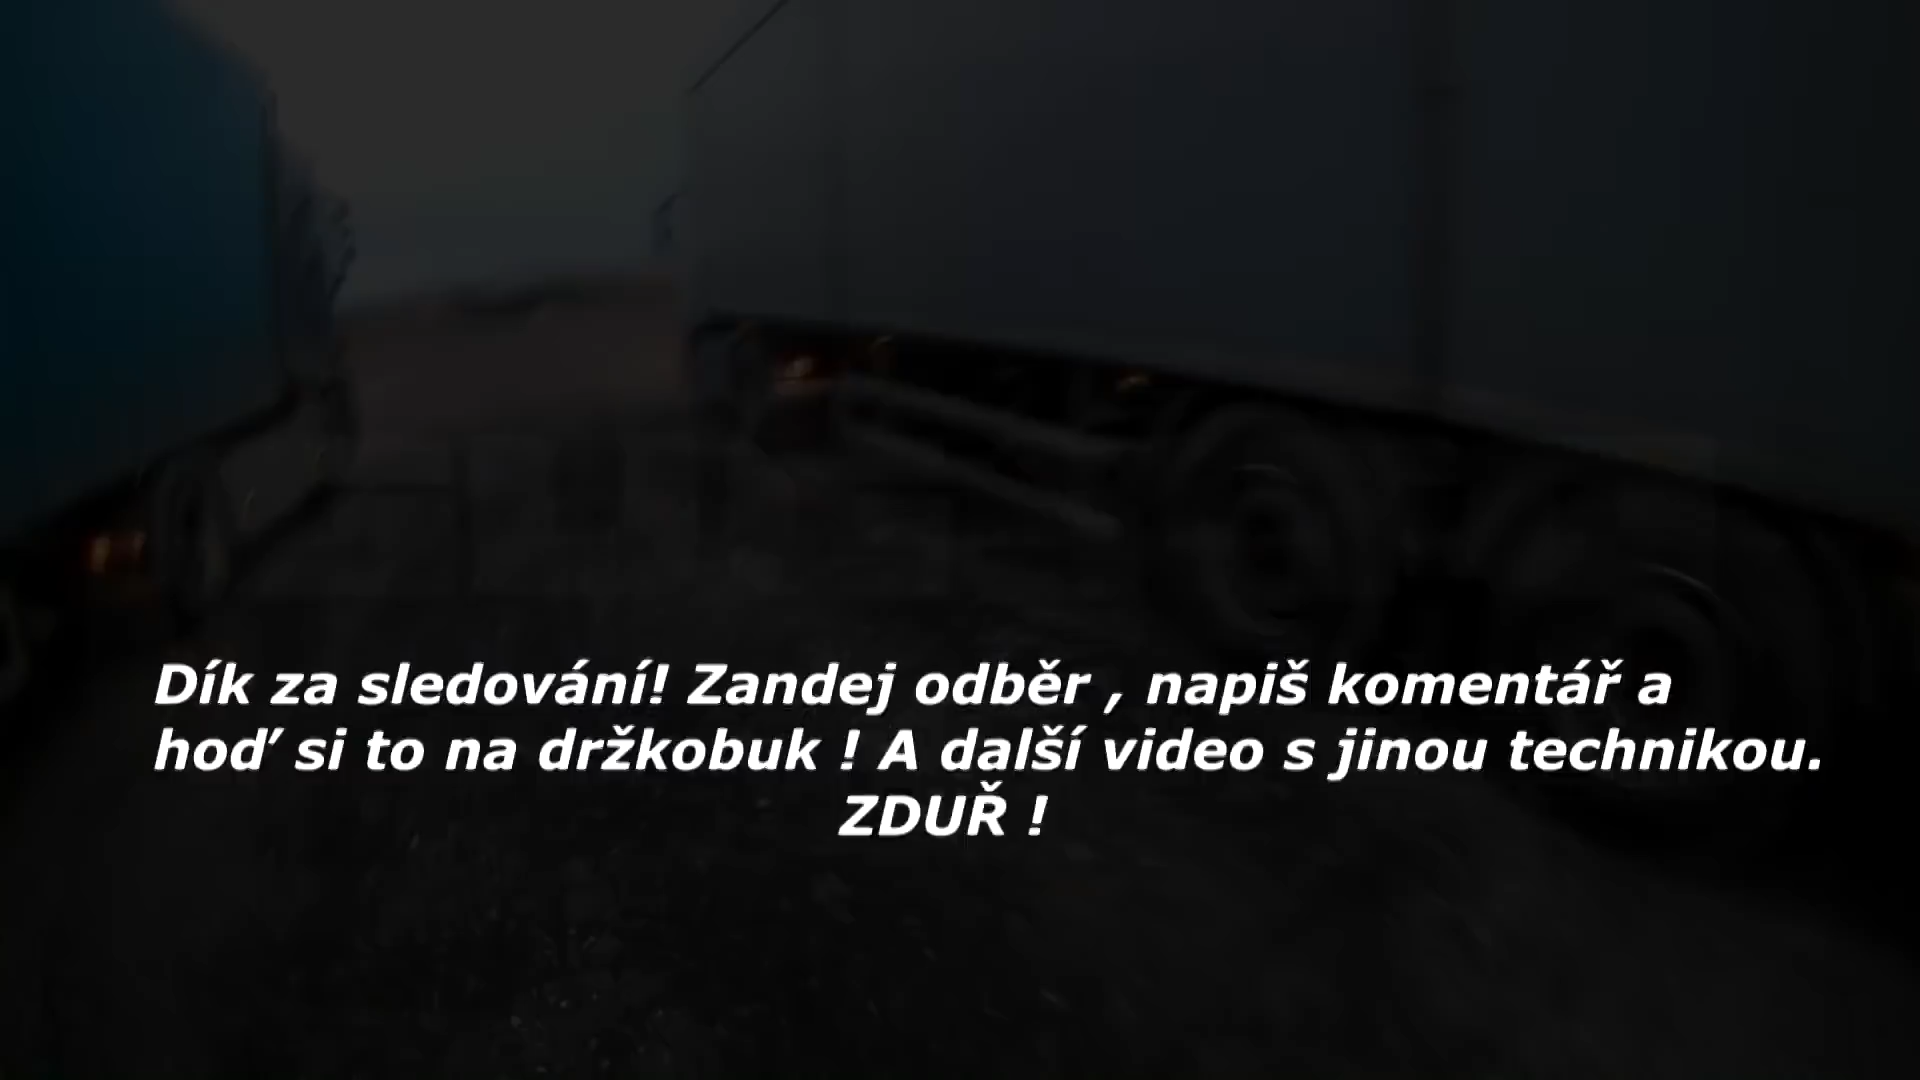 Dík za sledování! Zandej odběr , napiš komentář a
hoď si to na držkobuk ! A další video s jinou technikou.
ZDUŘ !